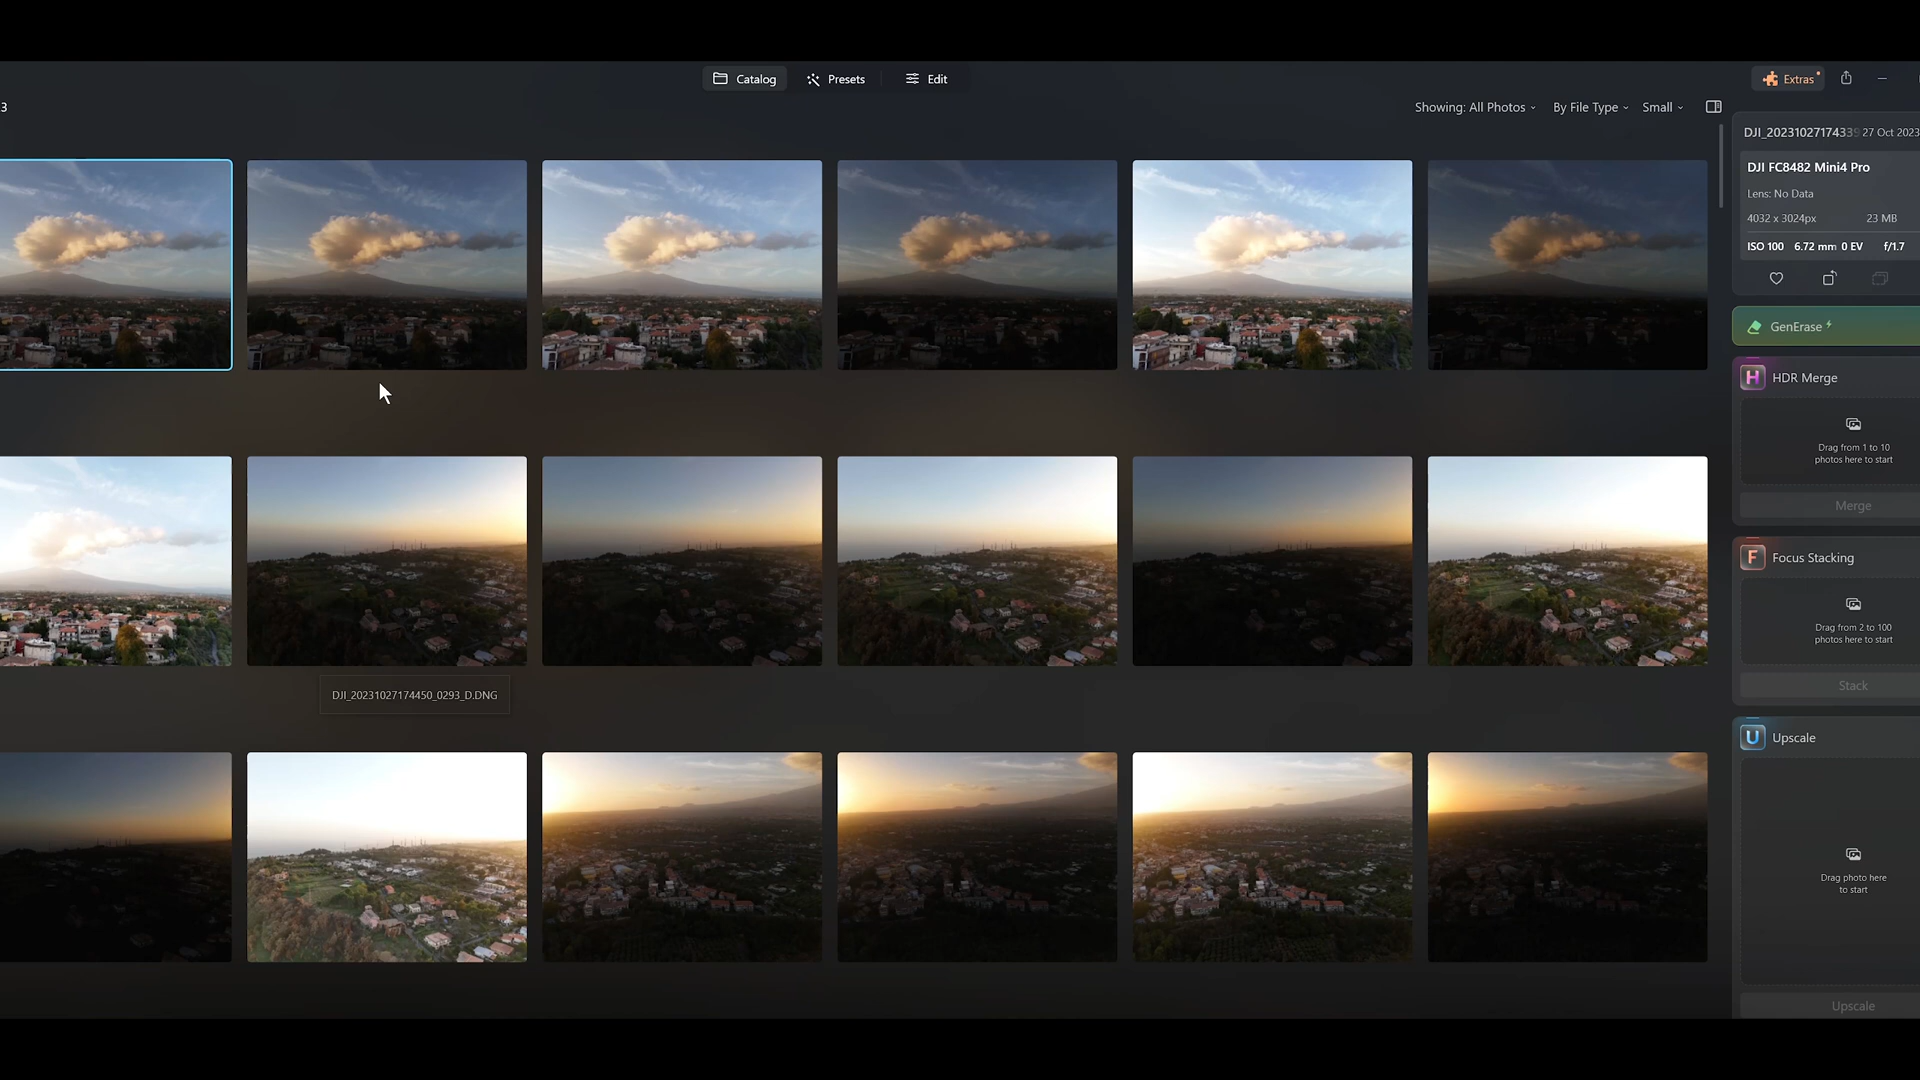 Catalog
Presets
Edit
Extras
3
Showing: All Photos
By File Type
Small
DJI_20231027174339 27 Oct 2023
DJI FC8482 Mini4 Pro
Lens: No Data
4032 x 3024px 23 MB
ISO 100 6.72 mm 0 EV f/1.7
GenErase
H HDR Merge
Drag from 1 to 10
photos here to start
Merge
F Focus Stacking
Drag from 2 to 100
photos here to start
Stack
DJI_20231027174450_0293_D.DNG
U Upscale
Drag photo here
to start
Upscale